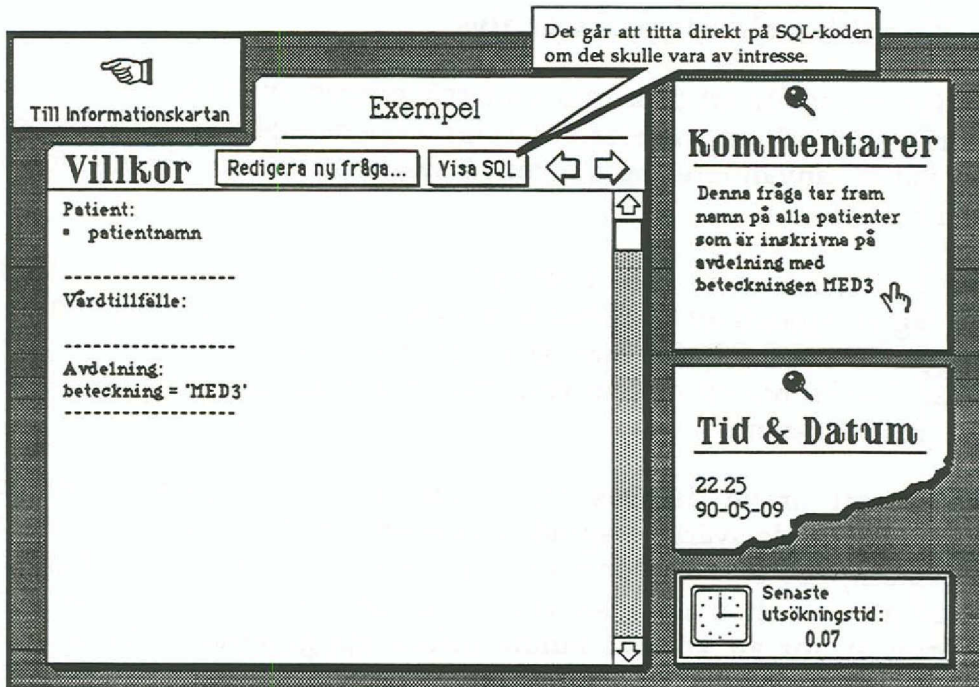 Det går att titta direkt på SQL-koden
om det skulle vara av intresse.
Till Informationskartan
Exempel
Villkor
Redigera ny fråga...
Visa SQL
Patient:
▪ patientnamn
-------------------
Vårdtillfälle:
-------------------
Avdelning:
beteckning = 'MED3'
-------------------
Kommentarer
Denna fråga tar fram
namn på alla patienter
som är inskrivna på
avdelning med
beteckningen MED3
Tid & Datum
22.25
90-05-09
Senaste
utsökningstid:
0.07